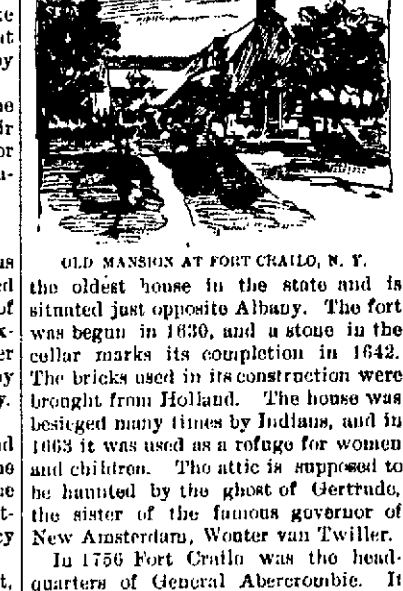 OLD MANSION AT FORT CRAILO, N. Y.
the oldest house in the state and is
situated just opposite Albany. The fort
was begun in 1630, and a stone in the
cellar marks its completion in 1642.
The bricks used in its construction were
brought from Holland. The house was
besieged many times by Indians, and in
1663 it was used as a refuge for women
and children. The attic is supposed to
be haunted by the ghost of Gertrude,
the sister of the famous governor of
New Amsterdam, Wouter van Twiller.
In 1756 Fort Crailo was the head-
quarters of General Abercrombie. It